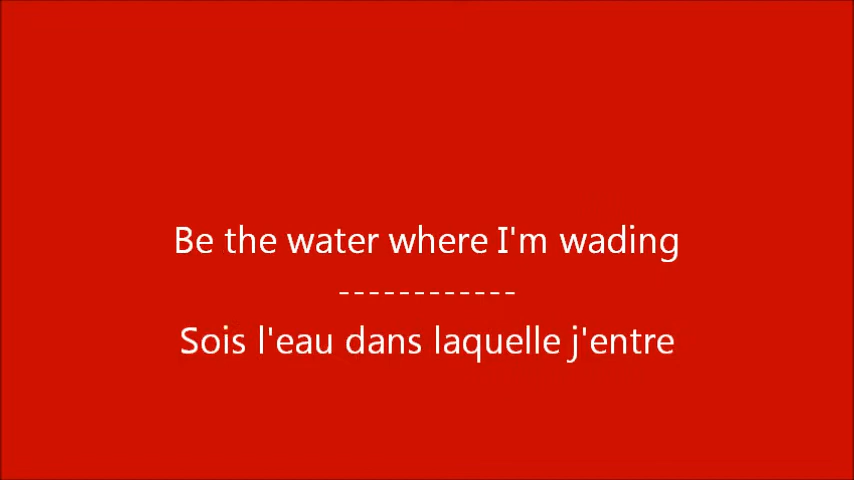 Be the water where I'm wading
------------
Sois l'eau dans laquelle j'entre